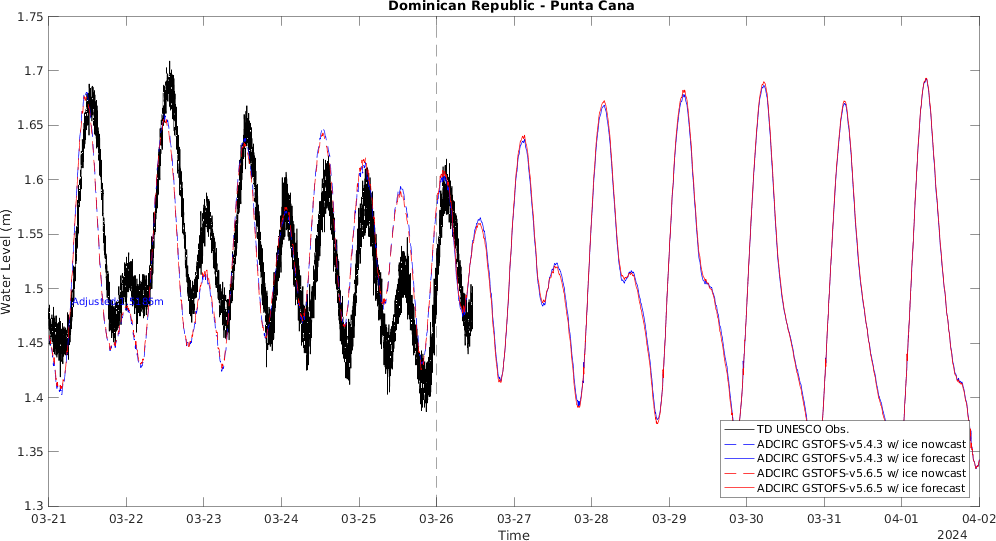 Dominican Republic - Punta Cana
Water Level (m)
1.75
1.7
1.65
1.6
1.55
1.5
1.45
1.4
1.35
1.3
Adjusted
TD UNESCO Obs.
ADCIRC GSTOFS-v5.4.3 w/ ice nowcast
ADCIRC GSTOFS-v5.4.3 w/ ice forecast
ADCIRC GSTOFS-v5.6.5 w/ ice nowcast
ADCIRC GSTOFS-v5.6.5 w/ ice forecast
03-21 03-22 03-23 03-24 03-25 03-26 03-27 03-28 03-29 03-30 03-31 04-01 04-02
Time
2024